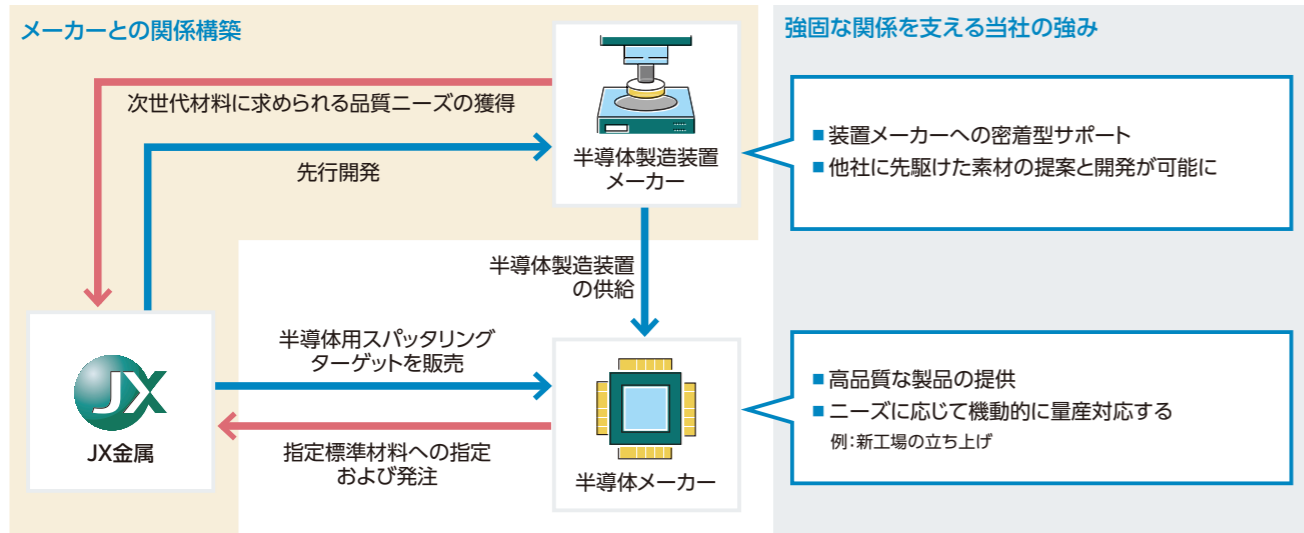 メーカーとの関係構築
次世代材料に求められる品質ニーズの獲得
先行開発
半導体製造装置
メーカー
半導体製造装置
の供給
JX
JX金属
半導体用スパッタリング
ターゲットを販売
指定標準材料への指定
および発注
半導体メーカー
強固な関係を支える当社の強み
■ 装置メーカーへの密着型サポート
■ 他社に先駆けた素材の提案と開発が可能に
■ 高品質な製品の提供
■ ニーズに応じて機動的に量産対応する
例：新工場の立ち上げ